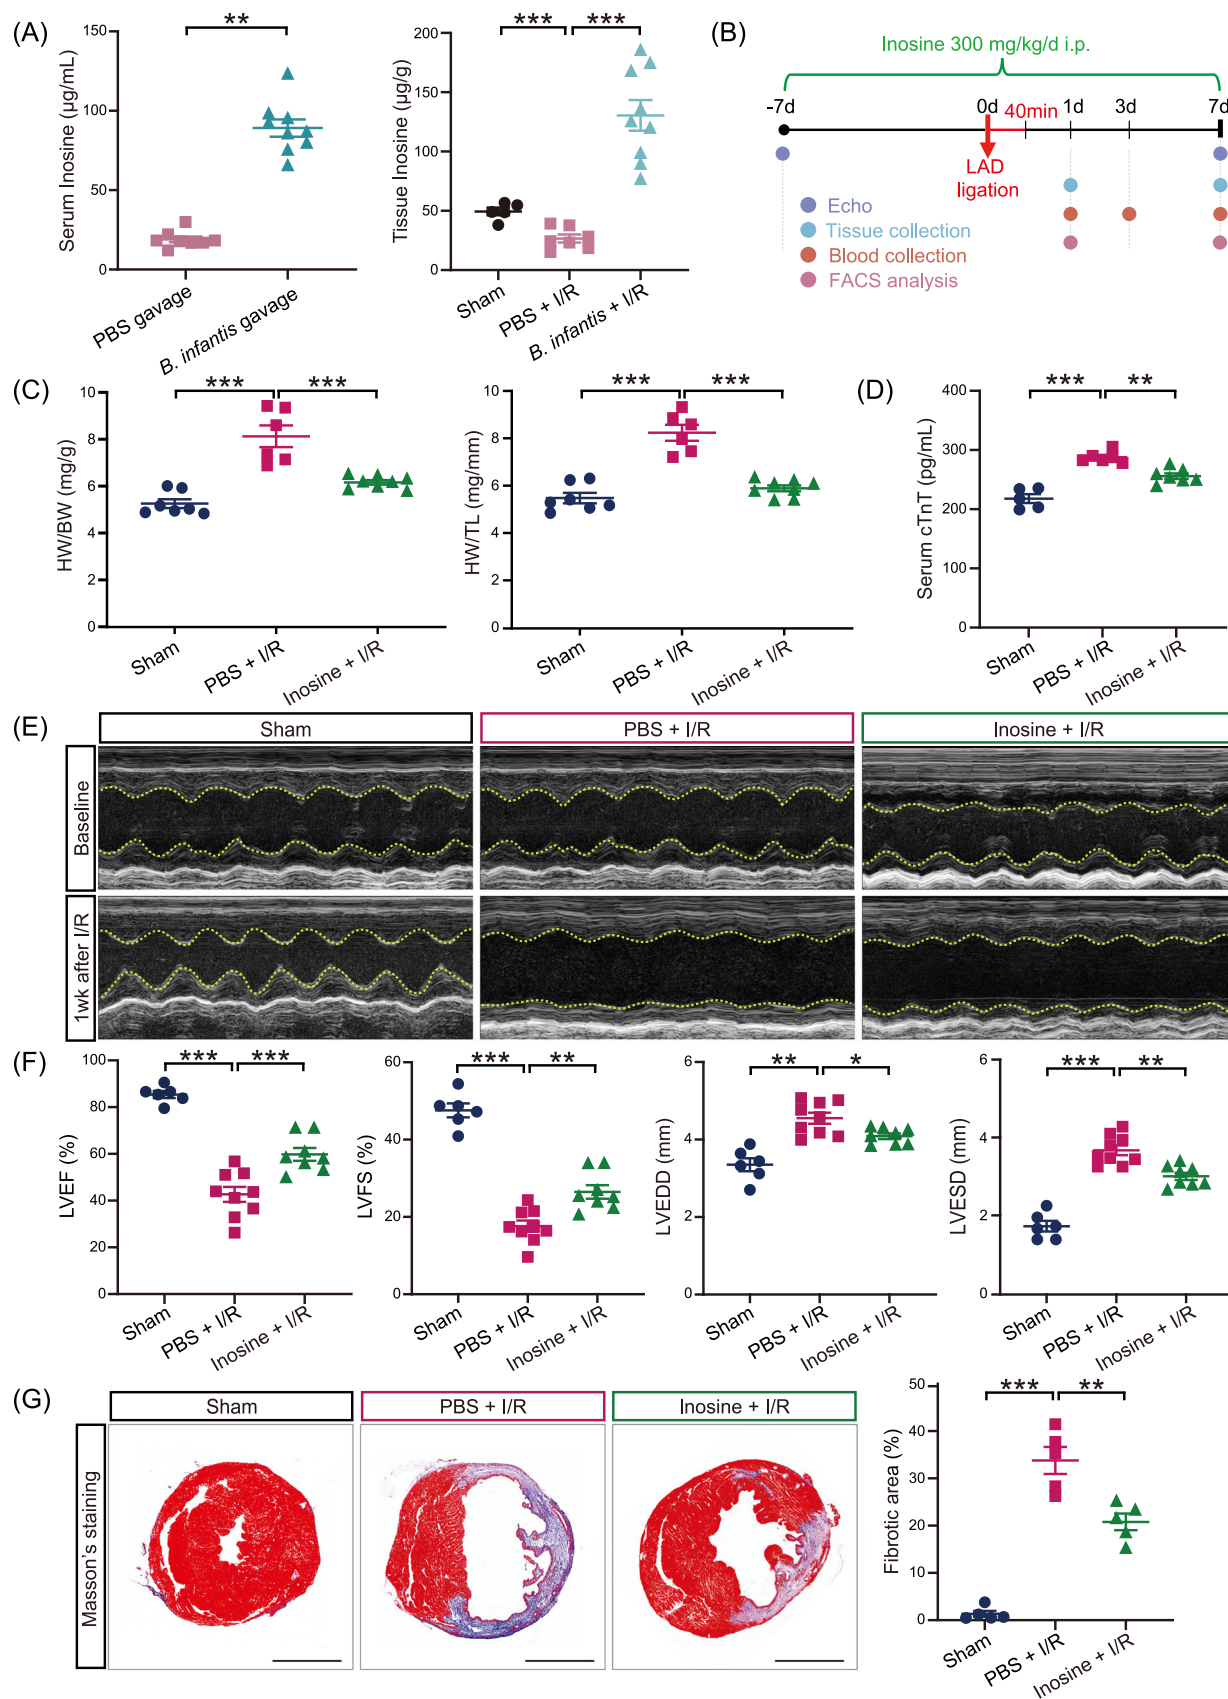 (A)
Serum Inosine (μg/mL)
150
100
50
0
**
PBS gavage
B. infantis gavage
Tissue Inosine (μg/g)
200
150
100
50
0
***
***
Sham
PBS + I/R
B. infantis + I/R
(B)
Inosine 300 mg/kg/d i.p.
-7d
0d
40min
1d
3d
7d
LAD
ligation
Echo
Tissue collection
Blood collection
FACS analysis
(C)
HW/BW (mg/g)
10
8
6
4
2
0
***
***
Sham
PBS + I/R
Inosine + I/R
HW/TL (mg/mm)
10
8
6
4
2
0
***
***
Sham
PBS + I/R
Inosine + I/R
(D)
Serum cTnT (pg/mL)
400
300
200
100
0
***
**
Sham
PBS + I/R
Inosine + I/R
(E)
Sham
PBS + I/R
Inosine + I/R
Baseline
1wk after I/R
(F)
LVEF (%)
100
80
60
40
20
0
***
***
Sham
PBS + I/R
Inosine + I/R
LVFS (%)
60
40
20
0
***
**
Sham
PBS + I/R
Inosine + I/R
LVEDD (mm)
6
4
2
0
**
*
Sham
PBS + I/R
Inosine + I/R
LVESD (mm)
6
4
2
0
***
**
Sham
PBS + I/R
Inosine + I/R
(G)
Sham
PBS + I/R
Inosine + I/R
Masson's staining
Fibrotic area (%)
50
40
30
20
10
0
***
**
Sham
PBS + I/R
Inosine + I/R